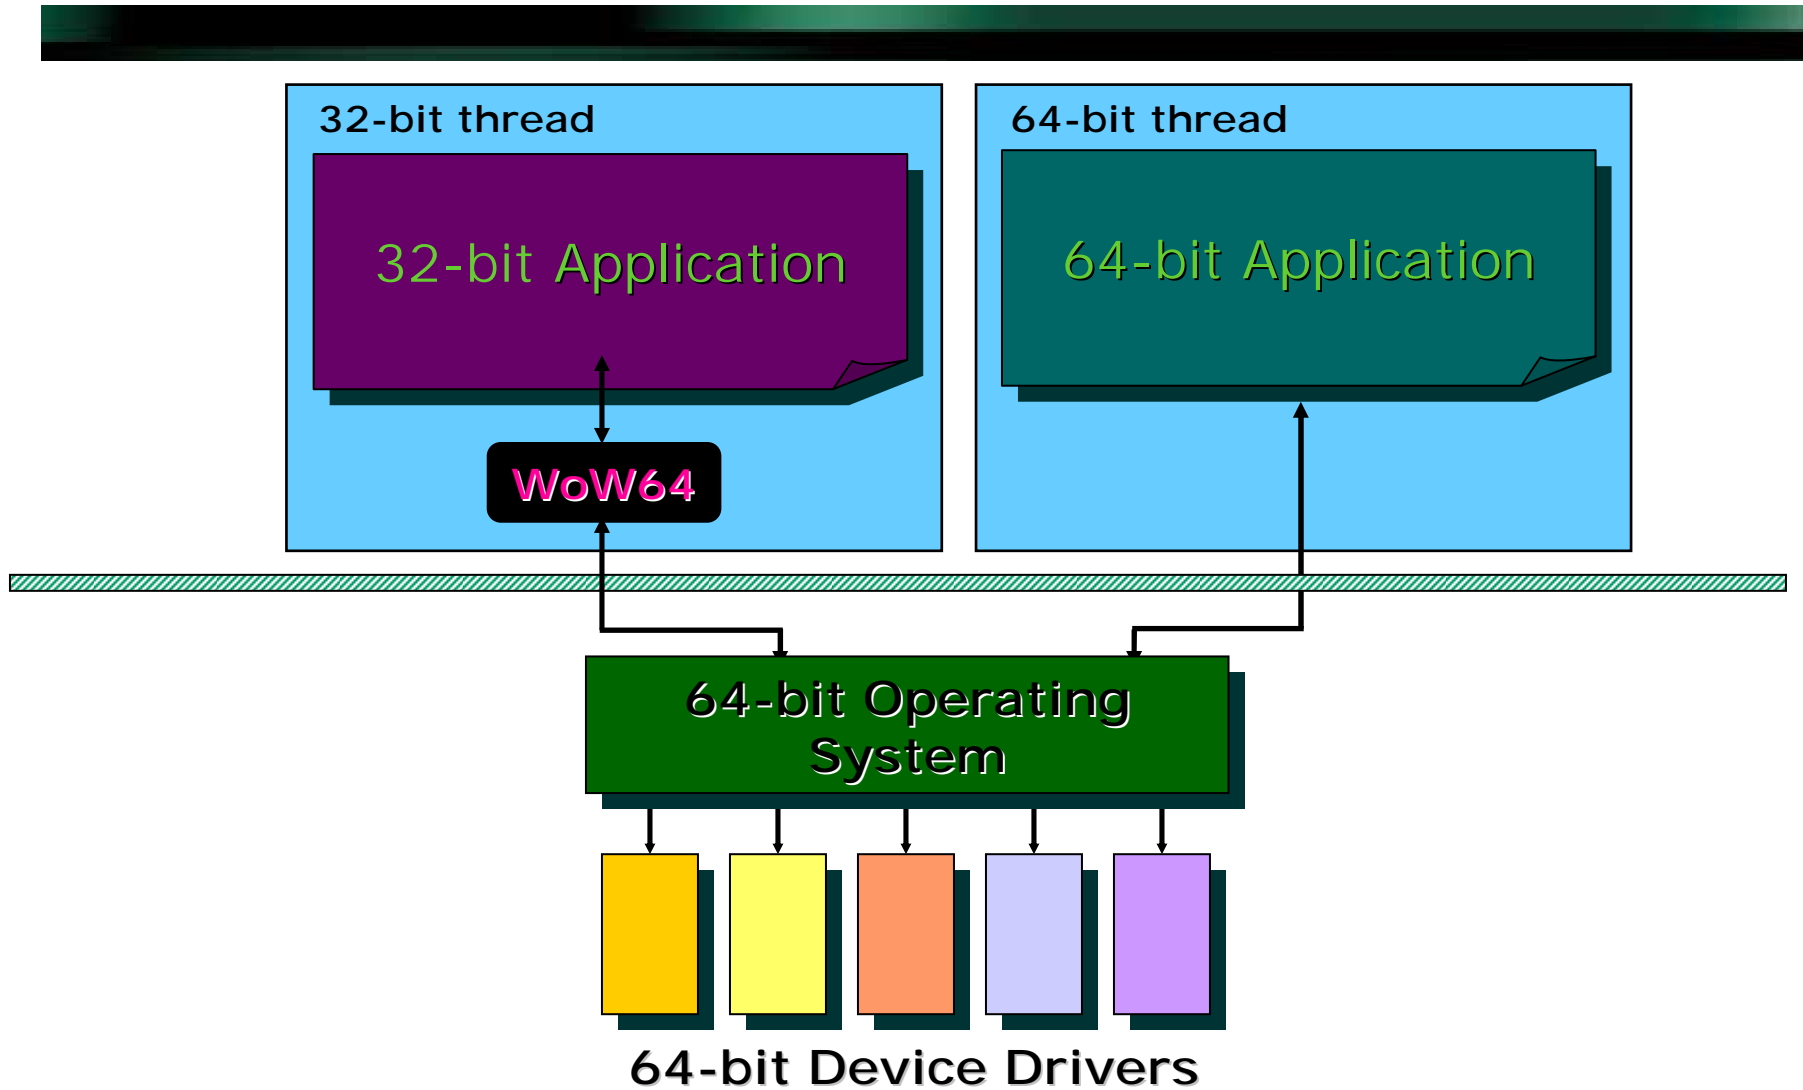 32-bit thread
64-bit thread
32-bit Application
64-bit Application
WoW64
64-bit Operating
System
64-bit Device Drivers